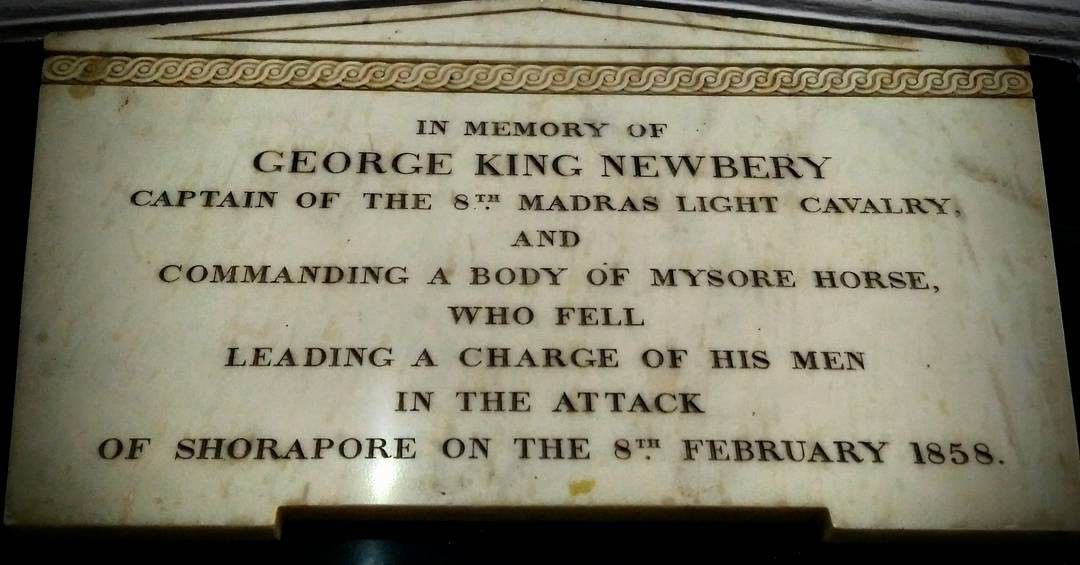 IN MEMORY OF
GEORGE KING NEWBERY
CAPTAIN OF THE 8TH MADRAS LIGHT CAVALRY,
AND
COMMANDING A BODY OF MYSORE HORSE,
WHO FELL
LEADING A CHARGE OF HIS MEN
IN THE ATTACK
OF SHORAPORE ON THE 8TH FEBRUARY 1858.